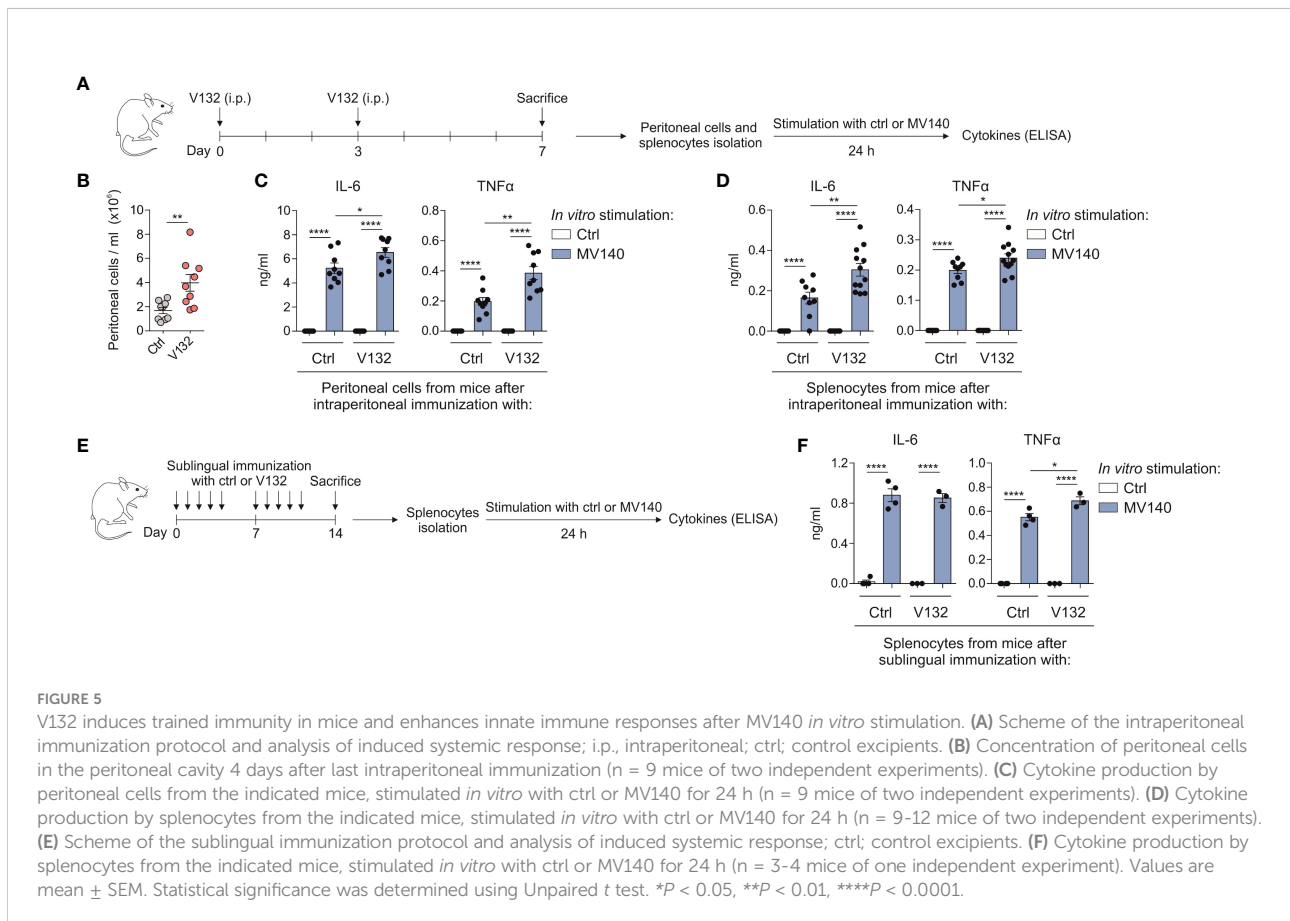 A
V132 (i.p.)
V132 (i.p.)
Sacrifice
Day 0
3
7
Peritoneal cells and
splenocytes isolation
Stimulation with ctrl or MV140
24 h
Cytokines (ELISA)
B
Peritoneal cells / ml (x10⁶)
10
8
6
4
2
0
**
Ctrl
V132
C
IL-6
ng/ml
10
8
6
4
2
0
****
****
*
Ctrl
V132
TNFα
0.8
0.6
0.4
0.2
0.0
****
****
**
Ctrl
V132
In vitro stimulation:
Ctrl
MV140
Peritoneal cells from mice after
intraperitoneal immunization with:
D
IL-6
ng/ml
0.6
0.4
0.2
0.0
****
****
**
Ctrl
V132
TNFα
0.4
0.3
0.2
0.1
0.0
****
****
*
Ctrl
V132
In vitro stimulation:
Ctrl
MV140
Splenocytes from mice after
intraperitoneal immunization with:
E
Sublingual immunization
with ctrl or V132
Sacrifice
Day 0
7
14
Splenocytes
isolation
Stimulation with ctrl or MV140
24 h
Cytokines (ELISA)
F
IL-6
ng/ml
1.2
0.8
0.4
0.0
****
****
Ctrl
V132
TNFα
1.0
0.8
0.6
0.4
0.2
0.0
****
****
*
Ctrl
V132
In vitro stimulation:
Ctrl
MV140
Splenocytes from mice after
sublingual immunization with:
FIGURE 5
V132 induces trained immunity in mice and enhances innate immune responses after MV140 in vitro stimulation. (A) Scheme of the intraperitoneal
immunization protocol and analysis of induced systemic response; i.p., intraperitoneal; ctrl; control excipients. (B) Concentration of peritoneal cells
in the peritoneal cavity 4 days after last intraperitoneal immunization (n = 9 mice of two independent experiments). (C) Cytokine production by
peritoneal cells from the indicated mice, stimulated in vitro with ctrl or MV140 for 24 h (n = 9 mice of two independent experiments). (D) Cytokine
production by splenocytes from the indicated mice, stimulated in vitro with ctrl or MV140 for 24 h (n = 9-12 mice of two independent experiments).
(E) Scheme of the sublingual immunization protocol and analysis of induced systemic response; ctrl; control excipients. (F) Cytokine production by
splenocytes from the indicated mice, stimulated in vitro with ctrl or MV140 for 24 h (n = 3-4 mice of one independent experiment). Values are
mean ± SEM. Statistical significance was determined using Unpaired t test. *P < 0.05, **P < 0.01, ****P < 0.0001.